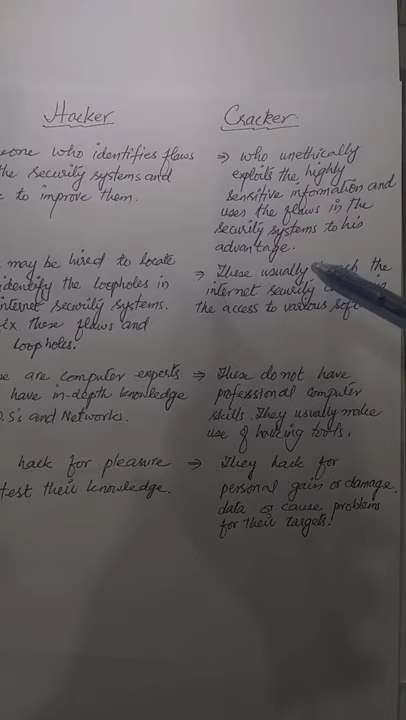 Hacker
eone who identifies flaws
the security systems and
to improve them.
may be hired to locate
identify the loopholes in
nternet security systems.
ix these flaws and
loopholes.
are computer experts
have in-depth knowledge
O.S's and Networks.
hack for pleasure
test their knowledge.
Cracker
⇒ who unethically
exploits the highly
sensitive information and
uses the flaws in the
security systems to his
advantage.
⇒ These usually the
internet security
the access to various
⇒ These do not have
professional computer
skills. They usually make
use of hacking tools.
⇒ They hack for
personal gain or damage
data or cause problems
for their targets.